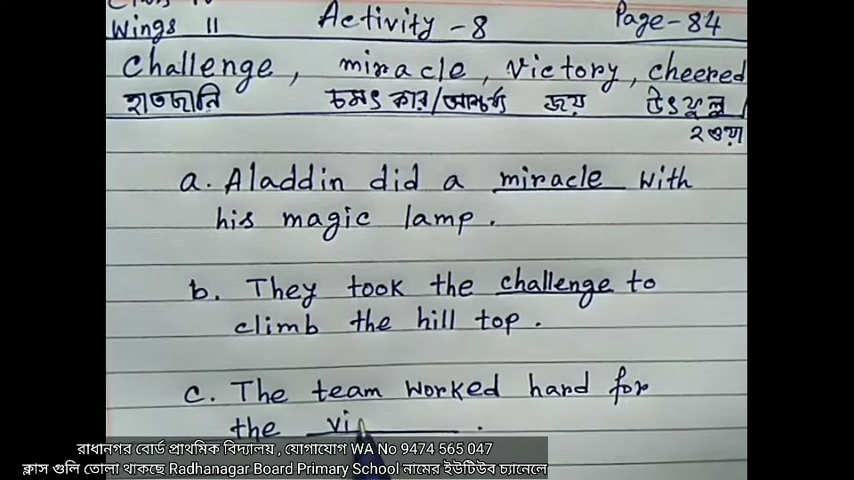 Wings 11 Activity - 8 Page - 84
Challenge, miracle, victory, cheered
হাতজানি চমৎকার/আশ্চর্য জয় উৎফুল্ল/
হওয়া
a. Aladdin did a miracle with
his magic lamp.
b. They took the challenge to
climb the hill top.
c. The team worked hard for
the vi
রাধানগর বোর্ড প্রাথমিক বিদ্যালয়, যোগাযোগ WA No 9474 565 047
ক্লাস গুলি তোলা থাকছে Radhanagar Board Primary School নামের ইউটিউব চ্যানেলে